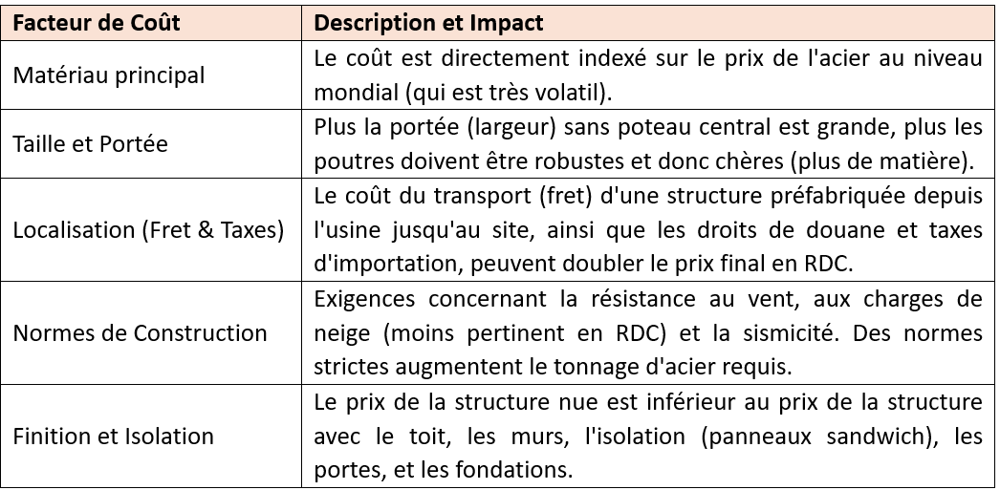 Facteur de Coût
Description et Impact
Matériau principal
Le coût est directement indexé sur le prix de l'acier au niveau
mondial (qui est très volatil).
Taille et Portée
Plus la portée (largeur) sans poteau central est grande, plus les
poutres doivent être robustes et donc chères (plus de matière).
Localisation (Fret & Taxes)
Le coût du transport (fret) d'une structure préfabriquée depuis
l'usine jusqu'au site, ainsi que les droits de douane et taxes
d'importation, peuvent doubler le prix final en RDC.
Normes de Construction
Exigences concernant la résistance au vent, aux charges de
neige (moins pertinent en RDC) et la sismicité. Des normes
strictes augmentent le tonnage d'acier requis.
Finition et Isolation
Le prix de la structure nue est inférieur au prix de la structure
avec le toit, les murs, l'isolation (panneaux sandwich), les
portes, et les fondations.